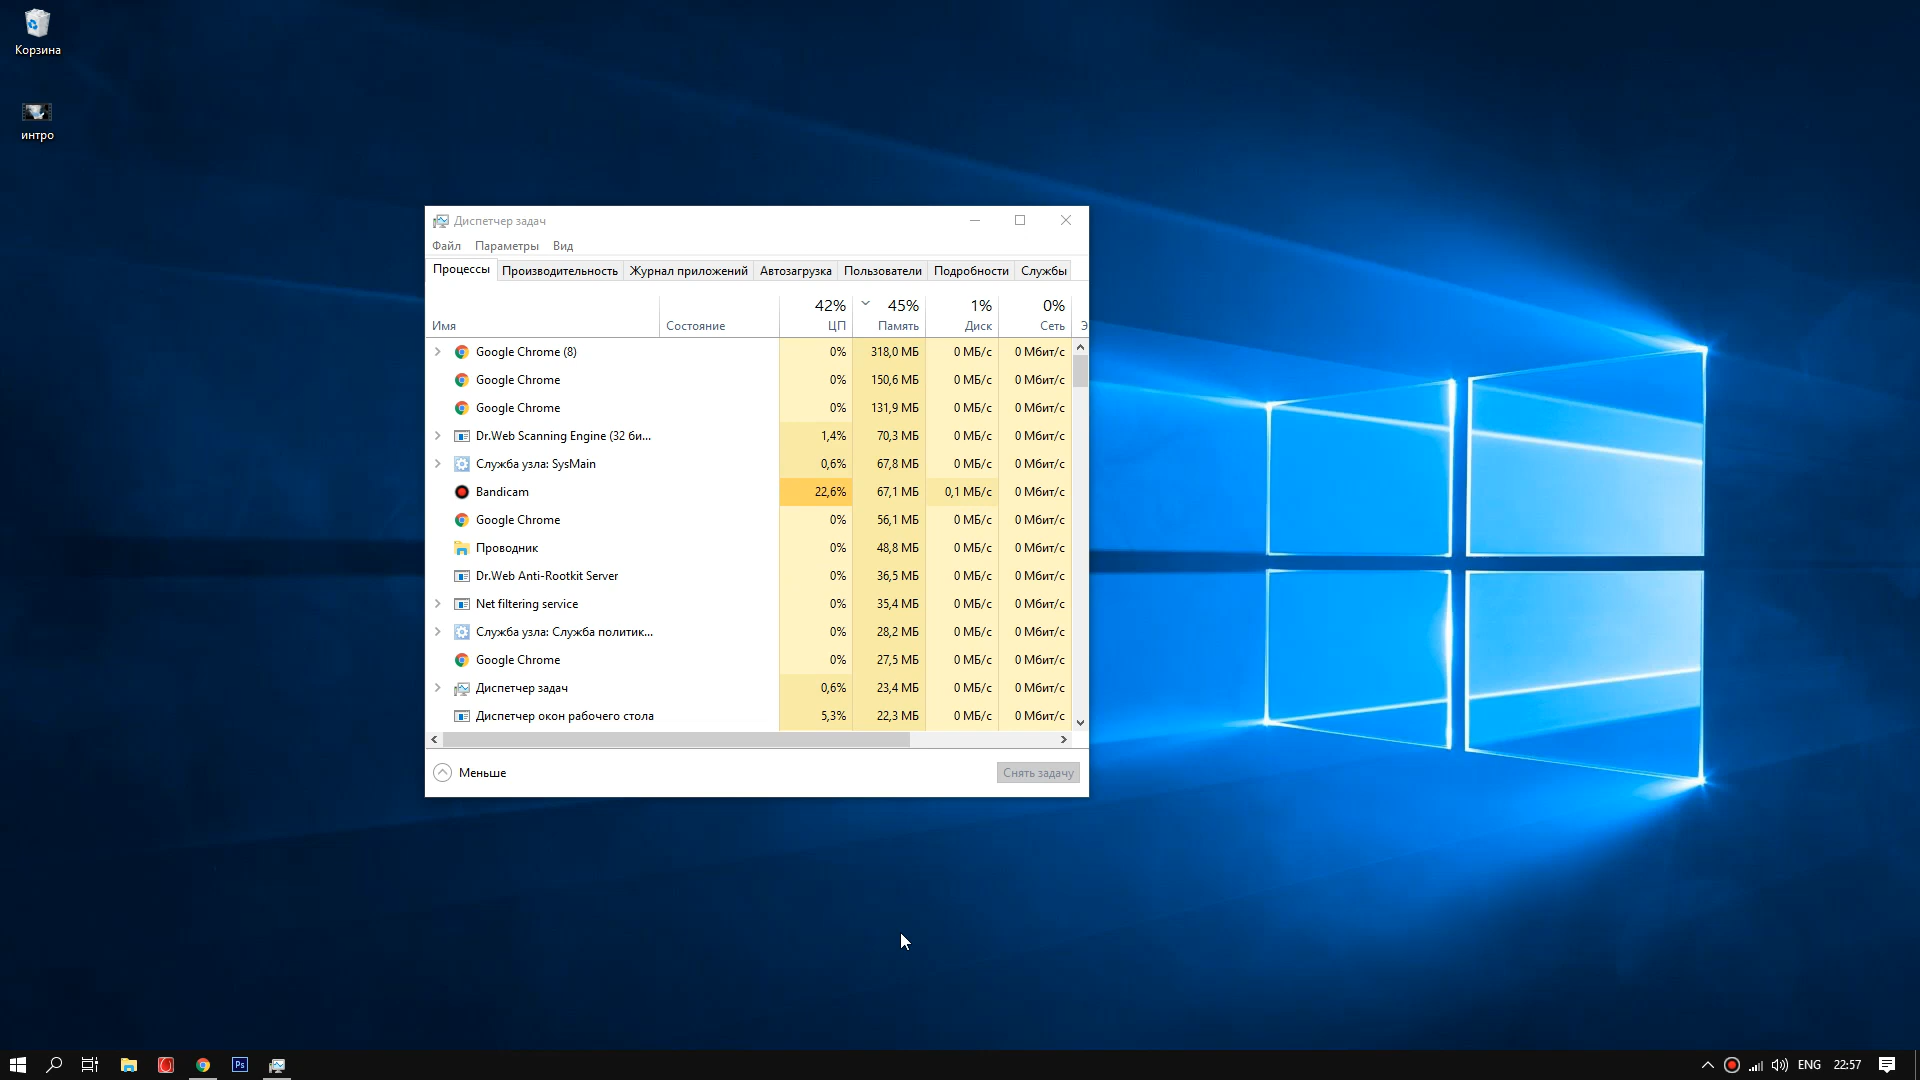 Корзина
интро
Диспетчер задач
Файл Параметры Вид
Процессы Производительность Журнал приложений Автозагрузка Пользователи Подробности Службы
42% 45% 1% 0%
Имя Состояние ЦП Память Диск Сеть Э
Google Chrome (8) 0% 318,0 МБ 0 МБ/с 0 Мбит/с
Google Chrome 0% 150,6 МБ 0 МБ/с 0 Мбит/с
Google Chrome 0% 131,9 МБ 0 МБ/с 0 Мбит/с
Dr.Web Scanning Engine (32 би... 1,4% 70,3 МБ 0 МБ/с 0 Мбит/с
Служба узла: SysMain 0,6% 67,8 МБ 0 МБ/с 0 Мбит/с
Bandicam 22,6% 67,1 МБ 0,1 МБ/с 0 Мбит/с
Google Chrome 0% 56,1 МБ 0 МБ/с 0 Мбит/с
Проводник 0% 48,8 МБ 0 МБ/с 0 Мбит/с
Dr.Web Anti-Rootkit Server 0% 36,5 МБ 0 МБ/с 0 Мбит/с
Net filtering service 0% 35,4 МБ 0 МБ/с 0 Мбит/с
Служба узла: Служба политик... 0% 28,2 МБ 0 МБ/с 0 Мбит/с
Google Chrome 0% 27,5 МБ 0 МБ/с 0 Мбит/с
Диспетчер задач 0,6% 23,4 МБ 0 МБ/с 0 Мбит/с
Диспетчер окон рабочего стола 5,3% 22,3 МБ 0 МБ/с 0 Мбит/с
Меньше Снять задачу
Ps ENG 22:57